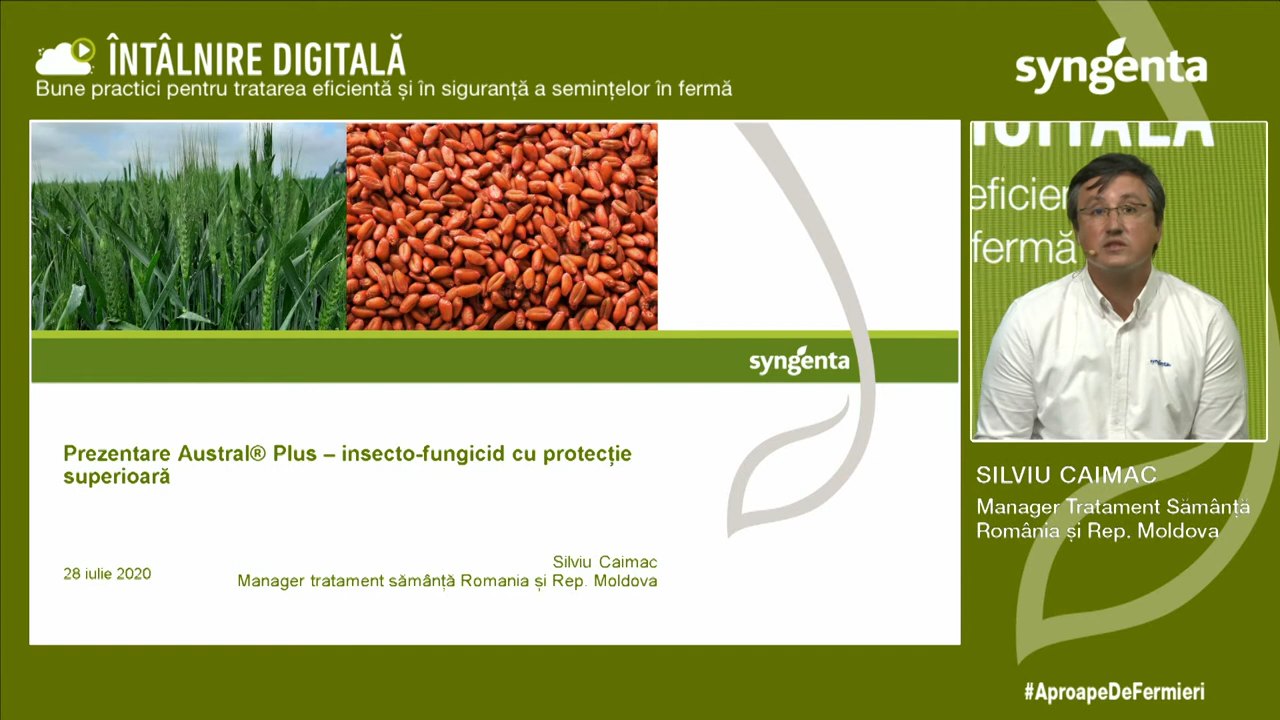 ÎNTÂLNIRE DIGITALĂ
Bune practici pentru tratarea eficientă și în siguranță a semințelor în fermă
syngenta
syngenta
Prezentare Austral® Plus – insecto-fungicid cu protecție
superioară
28 iulie 2020
Silviu Caimac
Manager tratament sămânță Romania și Rep. Moldova
fermă
syngenta
SILVIU CAIMAC
Manager Tratament Sămânță
România și Rep. Moldova
#AproapeDeFermieri